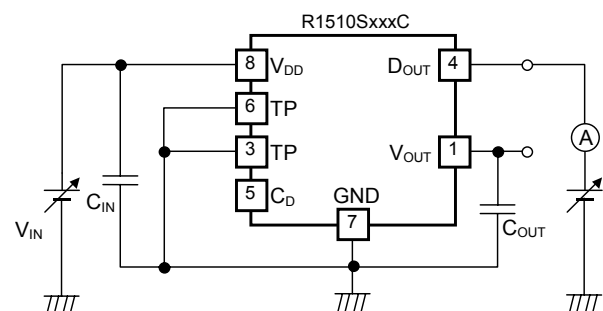 R1510SxxxC
8 VDD DOUT 4
6 TP
3 TP VOUT 1
A
5 CD GND
7
VIN CIN COUT